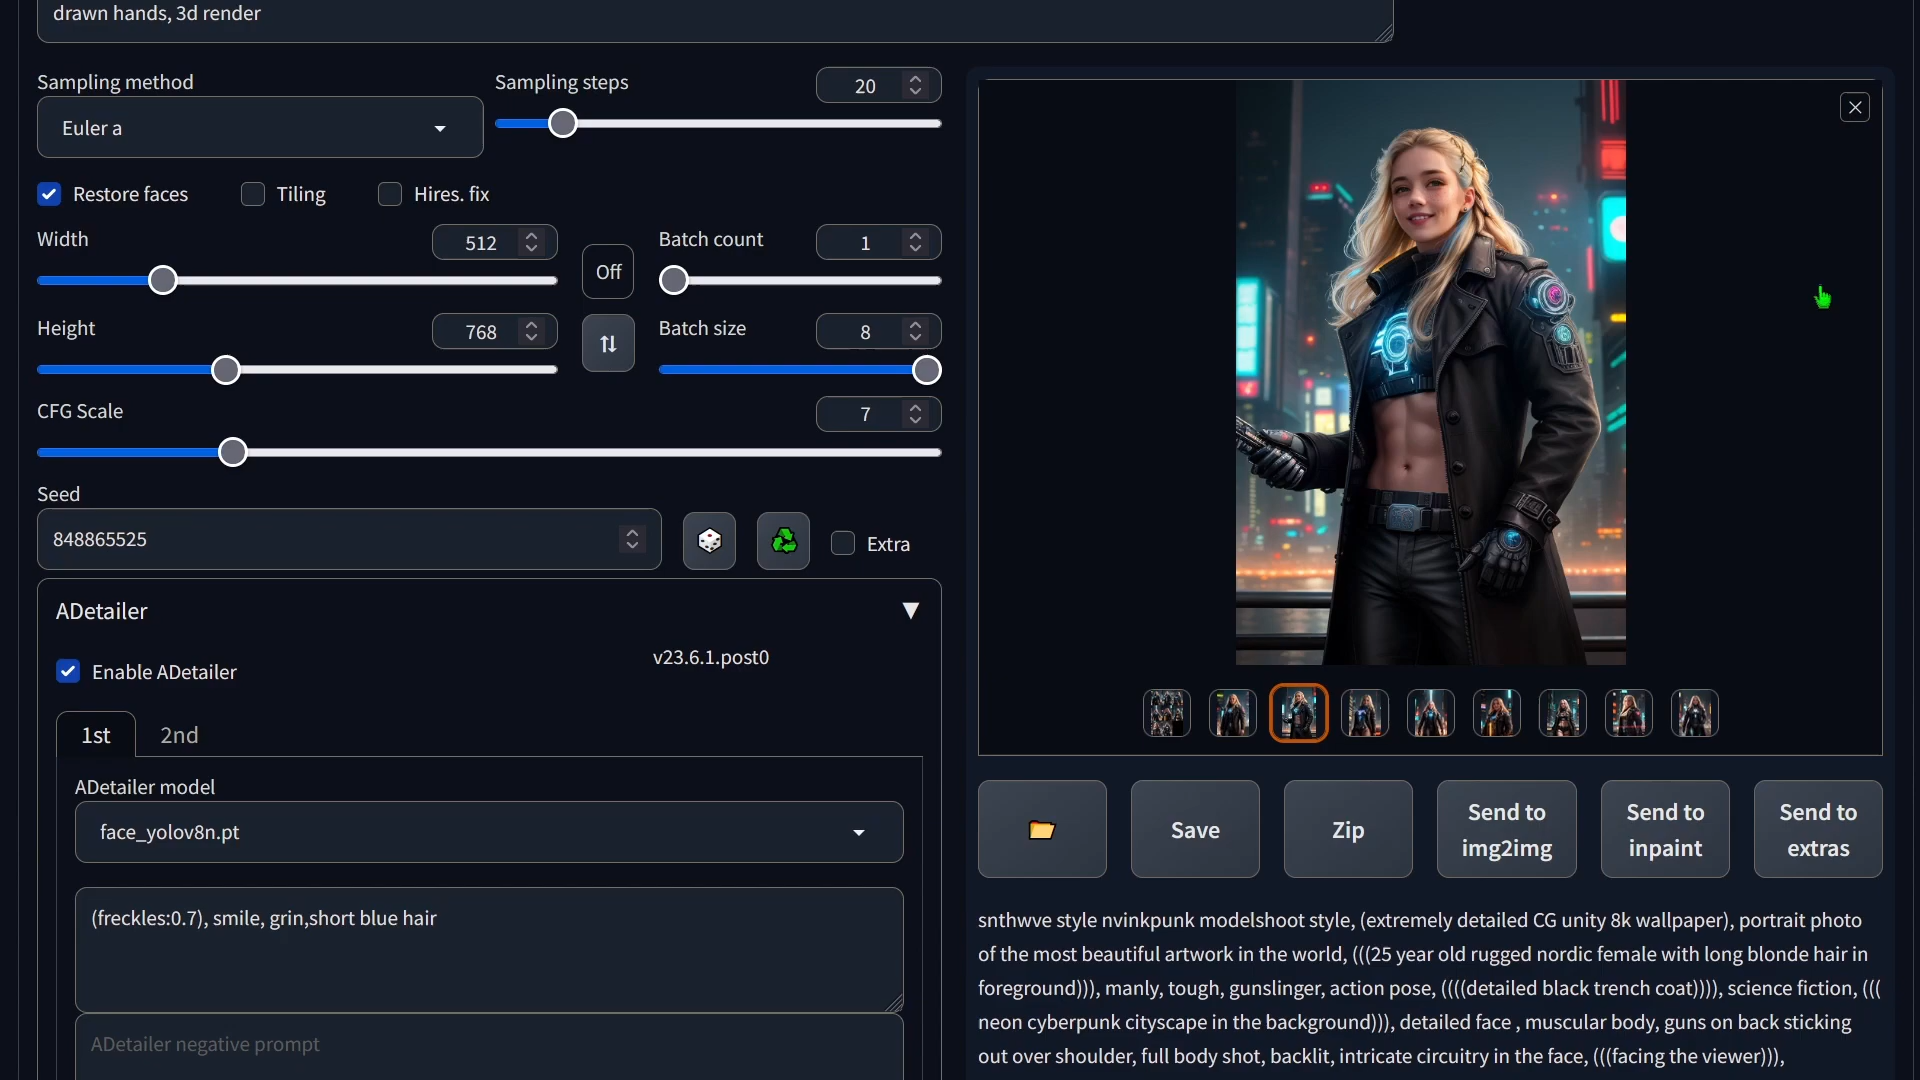 drawn hands, 3d render
Sampling method
Euler a
Sampling steps
20
Restore faces
Tiling
Hires. fix
Width
512
Off
Batch count
1
Height
768
Batch size
8
CFG Scale
7
Seed
848865525
Extra
ADetailer
▼
Enable ADetailer
v23.6.1.post0
1st
2nd
ADetailer model
face_yolov8n.pt
(freckles:0.7), smile, grin,short blue hair
ADetailer negative prompt
Save
Zip
Send to
img2img
Send to
inpaint
Send to
extras
snthwve style nvinkpunk modelshoot style, (extremely detailed CG unity 8k wallpaper), portrait photo
of the most beautiful artwork in the world, (((25 year old rugged nordic female with long blonde hair in
foreground))), manly, tough, gunslinger, action pose, ((((detailed black trench coat)))), science fiction, (((
neon cyberpunk cityscape in the background))), detailed face , muscular body, guns on back sticking
out over shoulder, full body shot, backlit, intricate circuitry in the face, (((facing the viewer))),